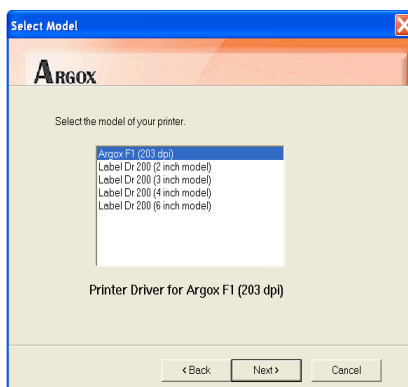 Select Model
ARGOX
Select the model of your printer.
Argox F1 (203 dpi)
Label Dr 200 (2 inch model)
Label Dr 200 (3 inch model)
Label Dr 200 (4 inch model)
Label Dr 200 (6 inch model)
Printer Driver for Argox F1 (203 dpi)
< Back Next > Cancel